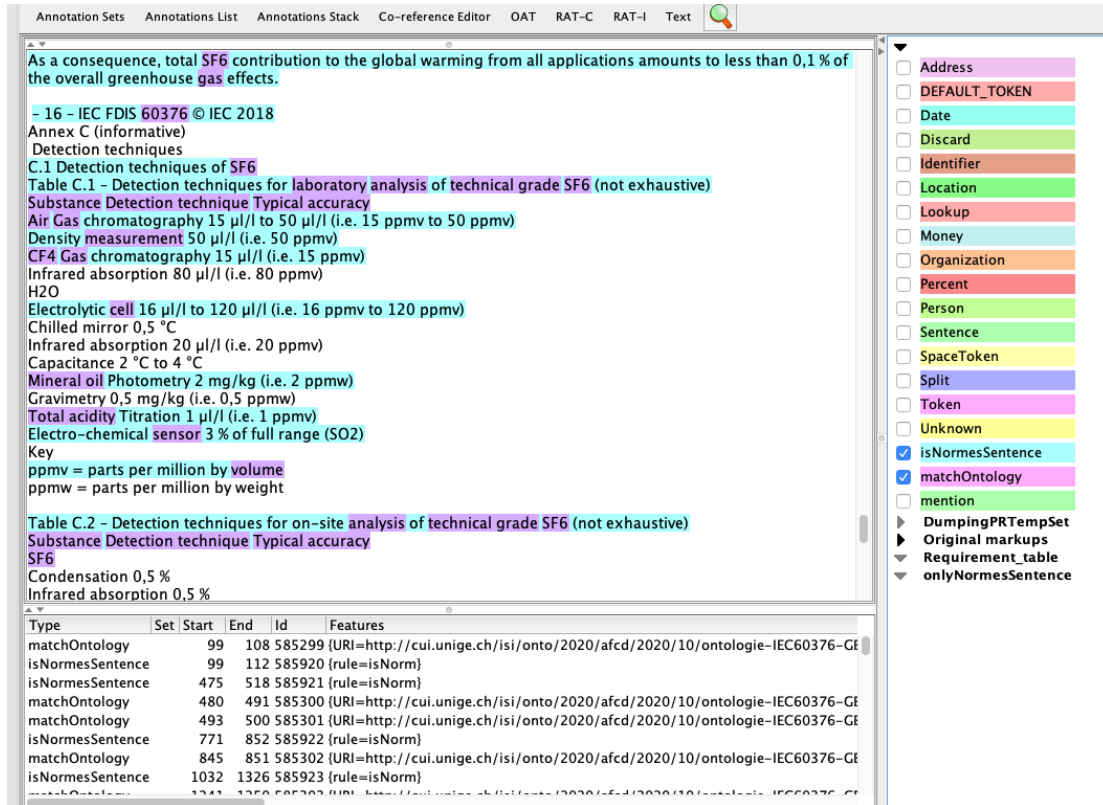 Annotation Sets Annotations List Annotations Stack Co-reference Editor OAT RAT-C RAT-I Text
As a consequence, total SF6 contribution to the global warming from all applications amounts to less than 0,1 % of
the overall greenhouse gas effects.
– 16 – IEC FDIS 60376 © IEC 2018
Annex C (informative)
Detection techniques
C.1 Detection techniques of SF6
Table C.1 – Detection techniques for laboratory analysis of technical grade SF6 (not exhaustive)
Substance Detection technique Typical accuracy
Air Gas chromatography 15 µl/l to 50 µl/l (i.e. 15 ppmv to 50 ppmv)
Density measurement 50 µl/l (i.e. 50 ppmv)
CF4 Gas chromatography 15 µl/l (i.e. 15 ppmv)
Infrared absorption 80 µl/l (i.e. 80 ppmv)
H2O
Electrolytic cell 16 µl/l to 120 µl/l (i.e. 16 ppmv to 120 ppmv)
Chilled mirror 0,5 °C
Infrared absorption 20 µl/l (i.e. 20 ppmv)
Capacitance 2 °C to 4 °C
Mineral oil Photometry 2 mg/kg (i.e. 2 ppmw)
Gravimetry 0,5 mg/kg (i.e. 0,5 ppmw)
Total acidity Titration 1 µl/l (i.e. 1 ppmv)
Electro-chemical sensor 3 % of full range (SO2)
Key
ppmv = parts per million by volume
ppmw = parts per million by weight
Table C.2 – Detection techniques for on-site analysis of technical grade SF6 (not exhaustive)
Substance Detection technique Typical accuracy
SF6
Condensation 0,5 %
Infrared absorption 0,5 %
Type Set Start End Id Features
matchOntology 99 108 585299 {URI=http://cui.unige.ch/isi/onto/2020/afcd/2020/10/ontologie-IEC60376-GE
isNormesSentence 99 112 585920 {rule=isNorm}
isNormesSentence 475 518 585921 {rule=isNorm}
matchOntology 480 491 585300 {URI=http://cui.unige.ch/isi/onto/2020/afcd/2020/10/ontologie-IEC60376-GE
matchOntology 493 500 585301 {URI=http://cui.unige.ch/isi/onto/2020/afcd/2020/10/ontologie-IEC60376-GE
isNormesSentence 771 852 585922 {rule=isNorm}
matchOntology 845 851 585302 {URI=http://cui.unige.ch/isi/onto/2020/afcd/2020/10/ontologie-IEC60376-GE
isNormesSentence 1032 1326 585923 {rule=isNorm}
Address
DEFAULT_TOKEN
Date
Discard
Identifier
Location
Lookup
Money
Organization
Percent
Person
Sentence
SpaceToken
Split
Token
Unknown
isNormesSentence
matchOntology
mention
DumpingPRTempSet
Original markups
Requirement_table
onlyNormesSentence